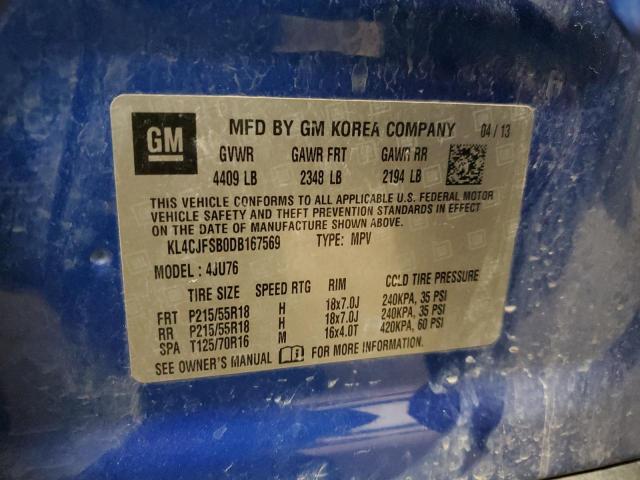 GM MFD BY GM KOREA COMPANY 04 / 13
GVWR GAWR FRT GAWR RR
4409 LB 2348 LB 2194 LB
THIS VEHICLE CONFORMS TO ALL APPLICABLE U.S. FEDERAL MOTOR
VEHICLE SAFETY AND THEFT PREVENTION STANDARDS IN EFFECT
ON THE DATE OF MANUFACTURE SHOWN ABOVE.
KL4CJFSB0DB167569 TYPE: MPV
MODEL : 4JU76
TIRE SIZE SPEED RTG RIM COLD TIRE PRESSURE
FRT P215/55R18 H 18x7.0J 240KPA, 35 PSI
RR P215/55R18 H 18x7.0J 240KPA, 35 PSI
SPA T125/70R16 M 16x4.0T 420KPA, 60 PSI
SEE OWNER'S MANUAL FOR MORE INFORMATION.